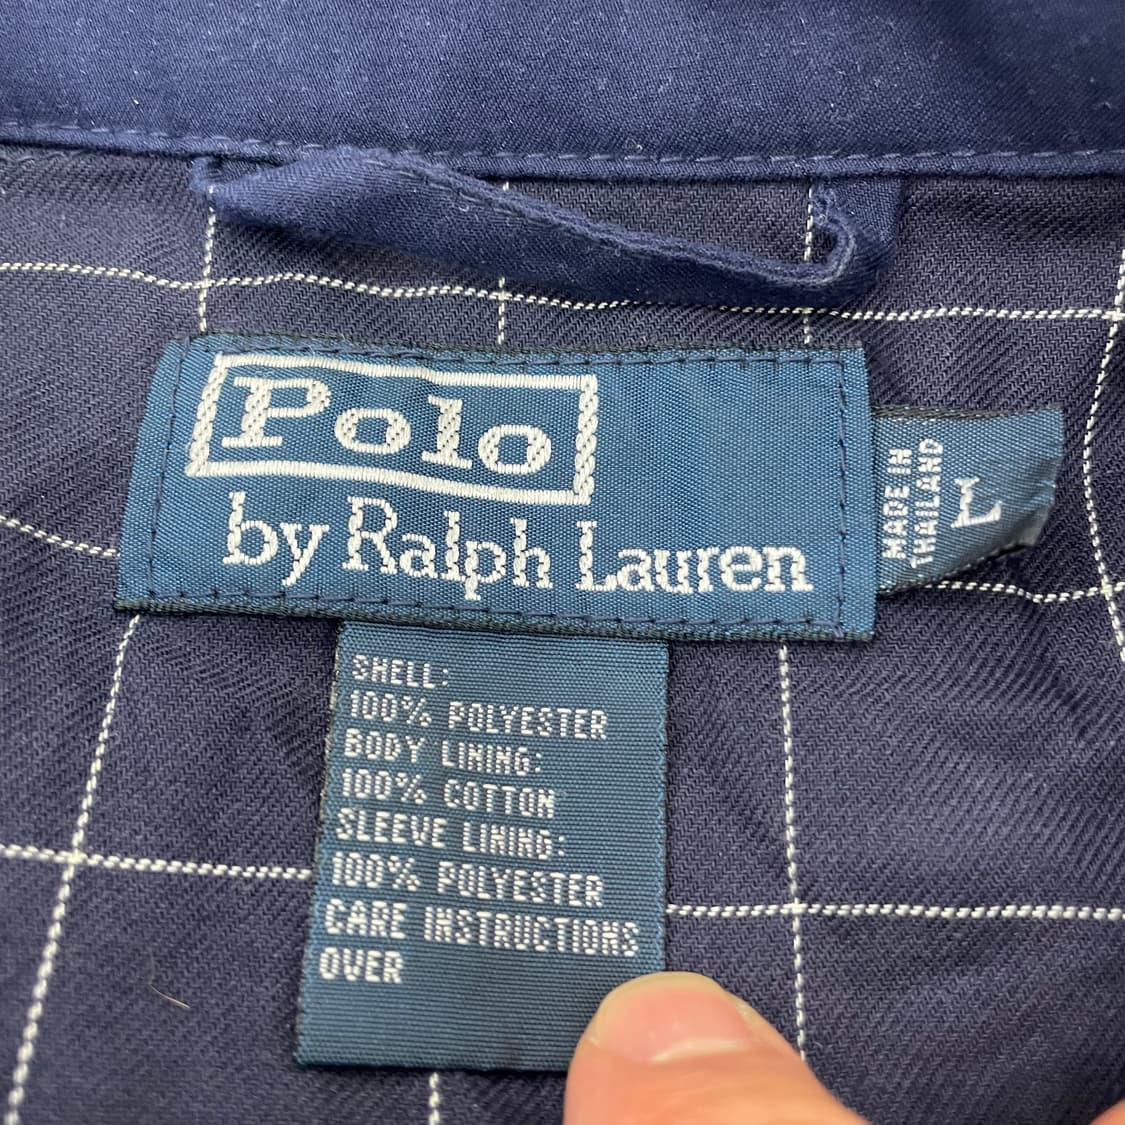 Polo
by Ralph Lauren
MADE IN
THAILAND
L
SHELL:
100% POLYESTER
BODY LINING:
100% COTTON
SLEEVE LINING:
100% POLYESTER
CARE INSTRUCTIONS
OVER